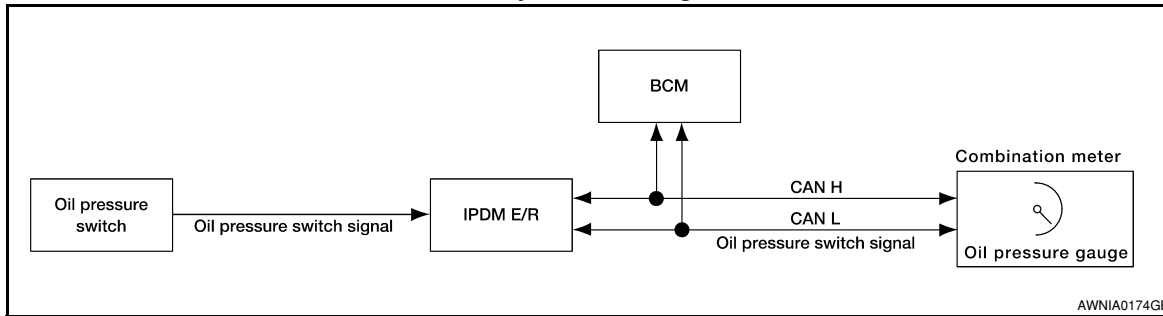 BCM
Combination meter
Oil pressure
switch
Oil pressure switch signal
IPDM E/R
CAN H
CAN L
Oil pressure switch signal
Oil pressure gauge